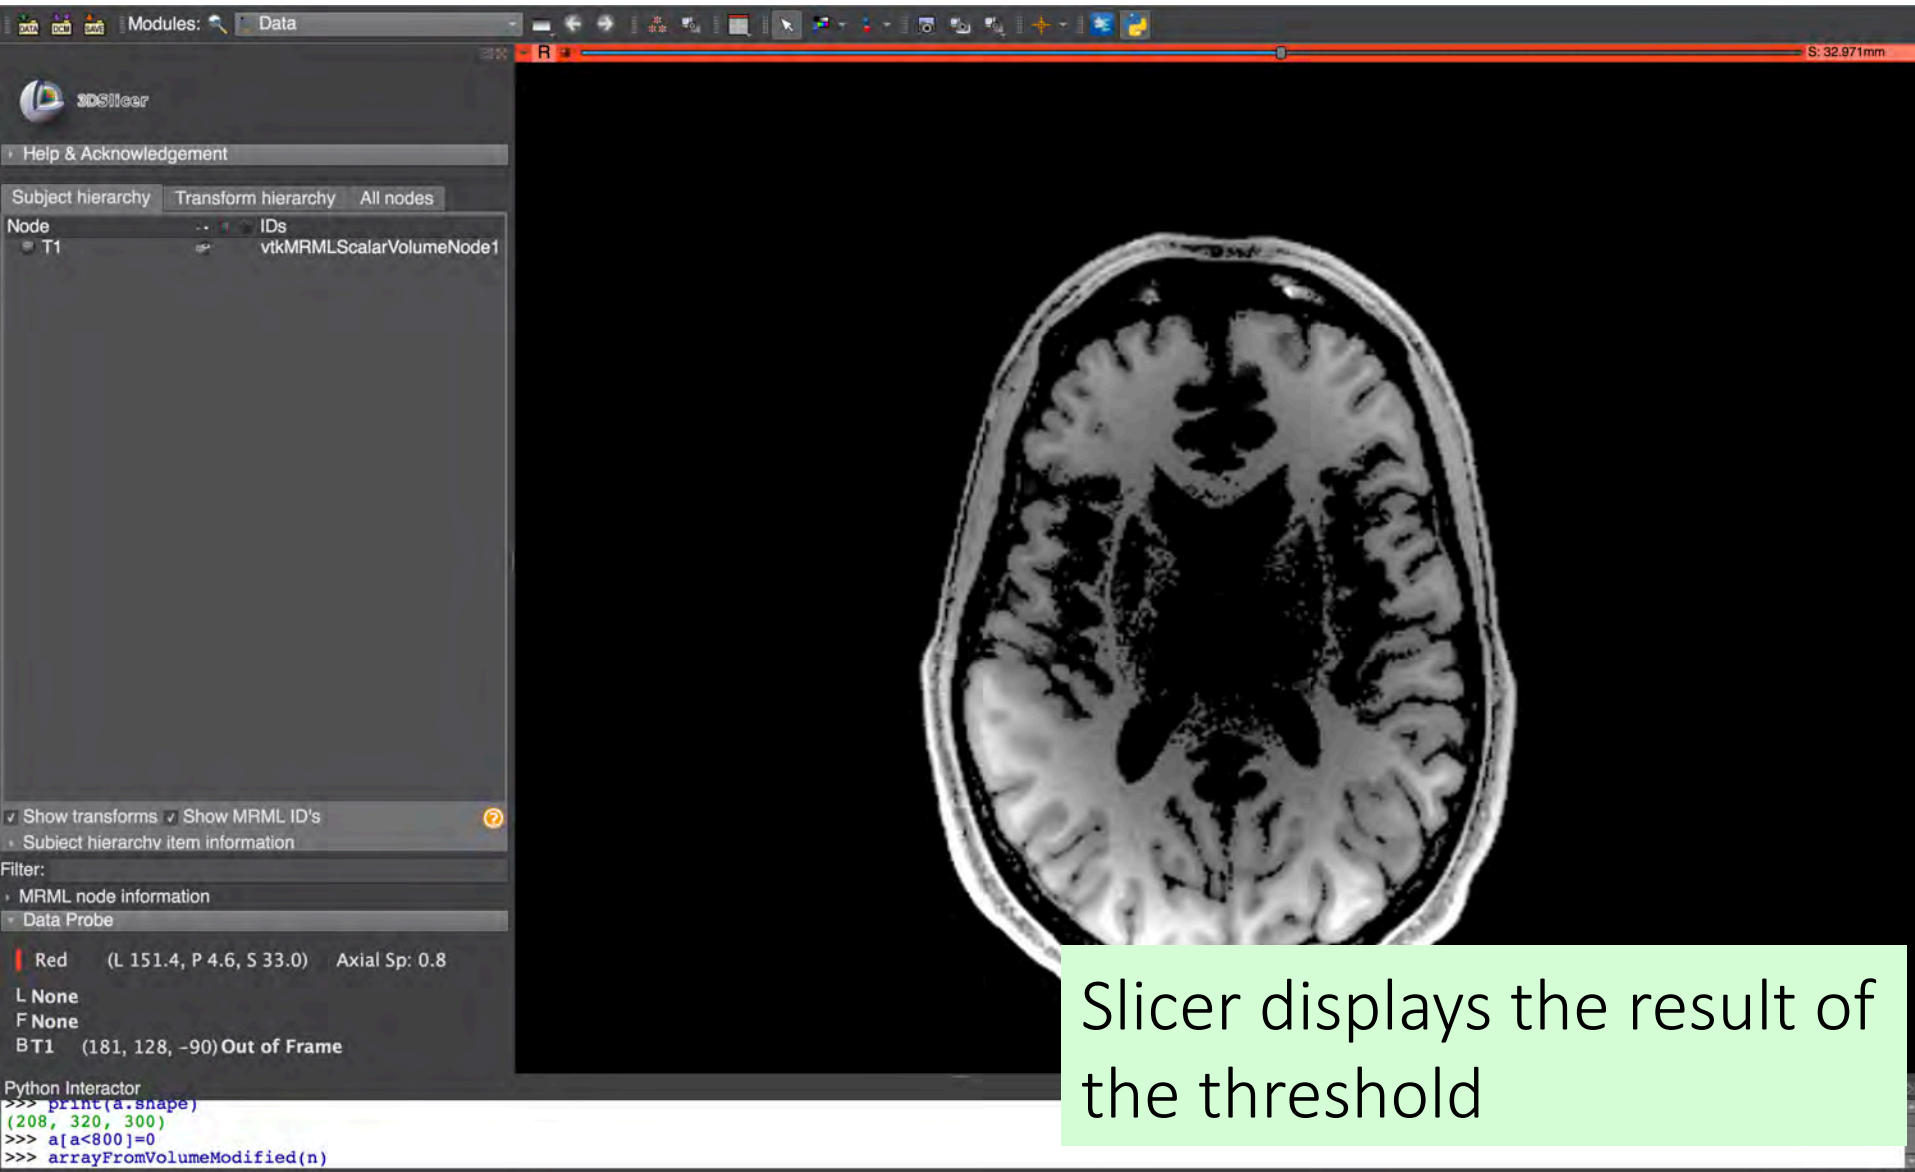 DATA DCM SAVE Modules: Data
R S: 32.971mm
3DSlicer
Help & Acknowledgement
Subject hierarchy Transform hierarchy All nodes
Node IDs
T1 vtkMRMLScalarVolumeNode1
Show transforms Show MRML ID's
Subject hierarchy item information
Filter:
MRML node information
Data Probe
Red (L 151.4, P 4.6, S 33.0) Axial Sp: 0.8
L None
F None
B T1 (181, 128, -90) Out of Frame
Slicer displays the result of
the threshold
Python Interactor
>>> print(a.shape)
(208, 320, 300)
>>> a[a<800]=0
>>> arrayFromVolumeModified(n)